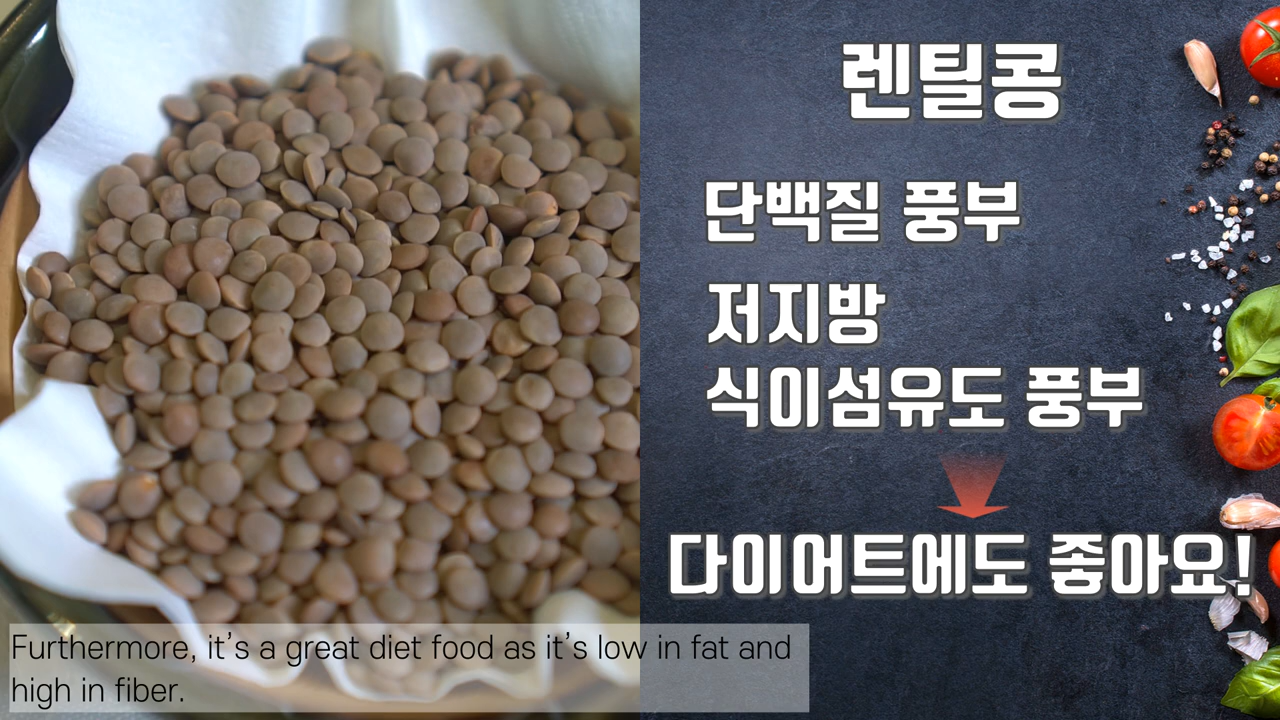 렌틸콩
단백질 풍부
저지방
식이섬유도 풍부
다이어트에도 좋아요!
Furthermore, it's a great diet food as it's low in fat and
high in fiber.